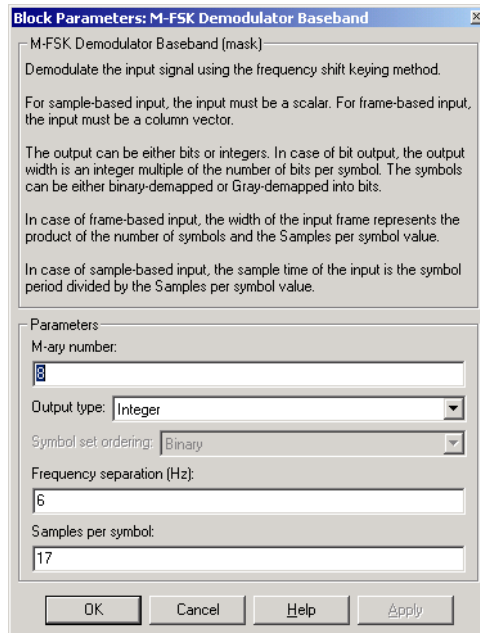 Block Parameters: M-FSK Demodulator Baseband
M-FSK Demodulator Baseband (mask)
Demodulate the input signal using the frequency shift keying method.
For sample-based input, the input must be a scalar. For frame-based input,
the input must be a column vector.
The output can be either bits or integers. In case of bit output, the output
width is an integer multiple of the number of bits per symbol. The symbols
can be either binary-demapped or Gray-demapped into bits.
In case of frame-based input, the width of the input frame represents the
product of the number of symbols and the Samples per symbol value.
In case of sample-based input, the sample time of the input is the symbol
period divided by the Samples per symbol value.
Parameters
M-ary number:
8
Output type: Integer
Symbol set ordering: Binary
Frequency separation (Hz):
6
Samples per symbol:
17
OK Cancel Help Apply